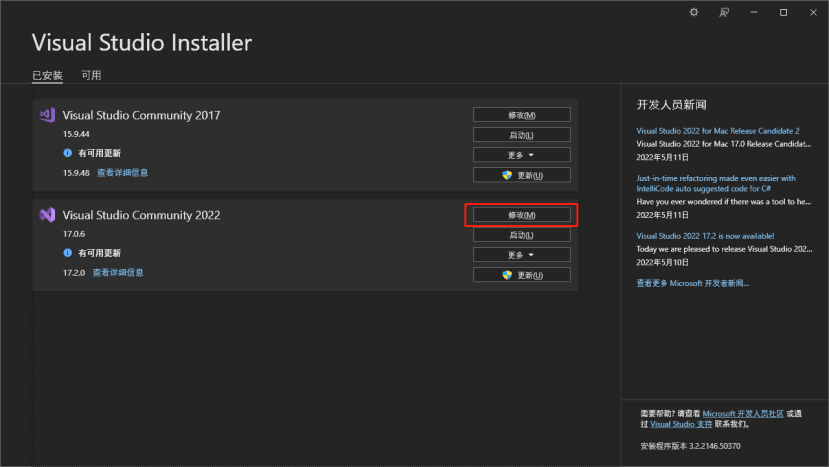 Visual Studio Installer
已安装 可用
Visual Studio Community 2017
15.9.44
有可用更新
15.9.48 查看详细信息
修改(M)
启动(L)
更多
更新(U)
Visual Studio Community 2022
17.0.6
有可用更新
17.2.0 查看详细信息
修改(M)
启动(L)
更多
更新(U)
开发人员新闻
Visual Studio 2022 for Mac Release Candidate 2
Visual Studio 2022 for Mac 17.0 Release Candidat...
2022年5月11日
Just-in-time refactoring made even easier with
IntelliCode auto suggested code for C#
Have you ever wondered if there was a tool to he...
2022年5月11日
Visual Studio 2022 17.2 is now available!
Today we are pleased to release Visual Studio 202...
2022年5月10日
查看更多 Microsoft 开发者新闻...
需要帮助? 请查看 Microsoft 开发人员社区 或通
过 Visual Studio 支持 联系我们。
安装程序版本 3.2.2146.50370